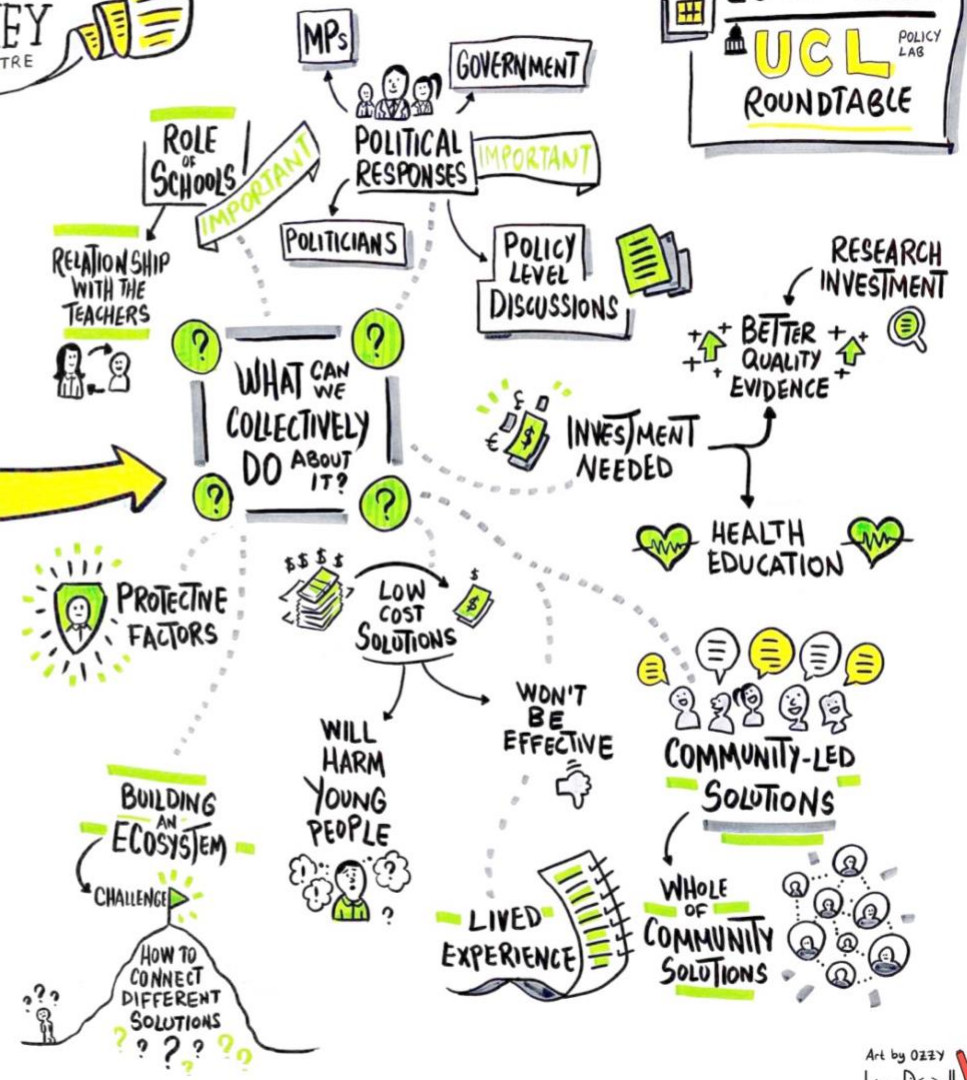 EY
TRE
MPs
GOVERNMENT
UCL
POLICY
LAB
ROUNDTABLE
ROLE
OF
SCHOOLS
IMPORTANT
POLITICAL
RESPONSES
IMPORTANT
POLITICIANS
POLICY
LEVEL
DISCUSSIONS
RELATIONSHIP
WITH THE
TEACHERS
RESEARCH
INVESTMENT
BETTER
QUALITY
EVIDENCE
? ?
WHAT CAN
WE
COLLECTIVELY
DO ABOUT
IT?
? ?
£
€ $
INVESTMENT
NEEDED
HEALTH
EDUCATION
PROTECTIVE
FACTORS
$$ $ $
LOW
COST
SOLUTIONS
$
$
WILL
HARM
YOUNG
PEOPLE
! ? ?
! ?
?
WON'T
BE
EFFECTIVE
LIVED
EXPERIENCE
COMMUNITY-LED
SOLUTIONS
WHOLE
OF
COMMUNITY
SOLUTIONS
BUILDING
AN
ECOSYSTEM
CHALLENGE
HOW TO
CONNECT
DIFFERENT
SOLUTIONS
???
? ? ? ? ? ? ?
Art by OZZY